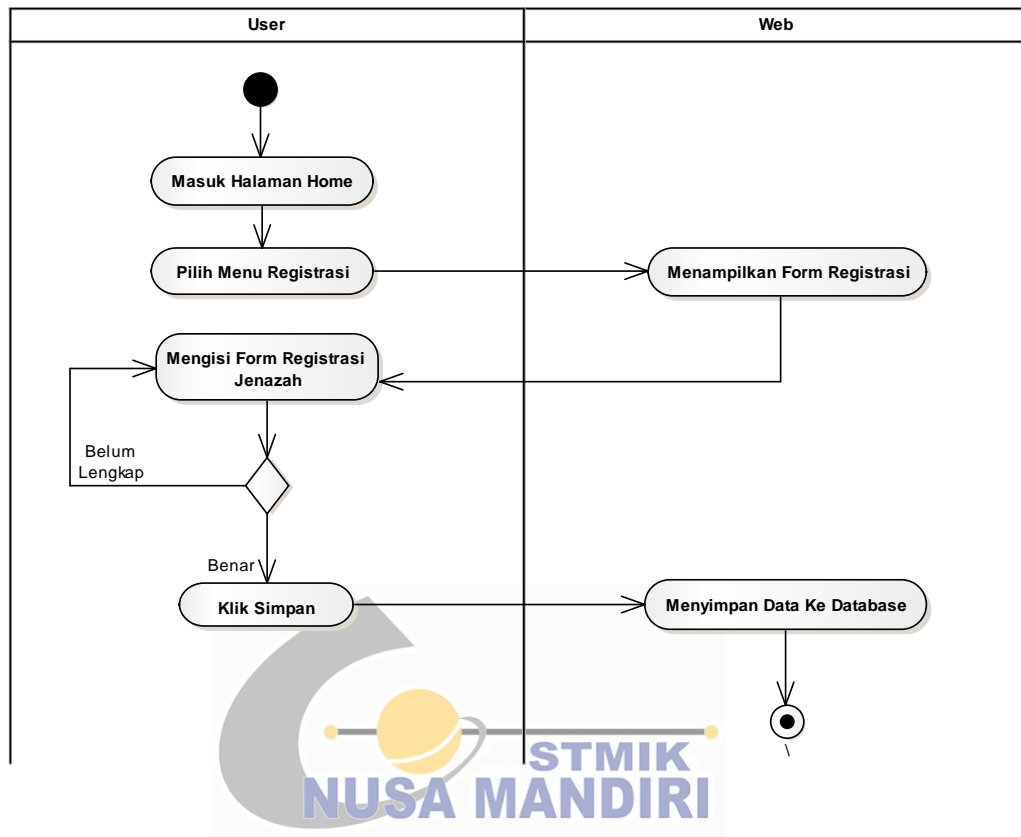 User
Web
Masuk Halaman Home
Pilih Menu Registrasi
Menampilkan Form Registrasi
Mengisi Form Registrasi
Jenazah
Belum
Lengkap
Benar
Klik Simpan
Menyimpan Data Ke Database
\
STMIK
NUSA MANDIRI